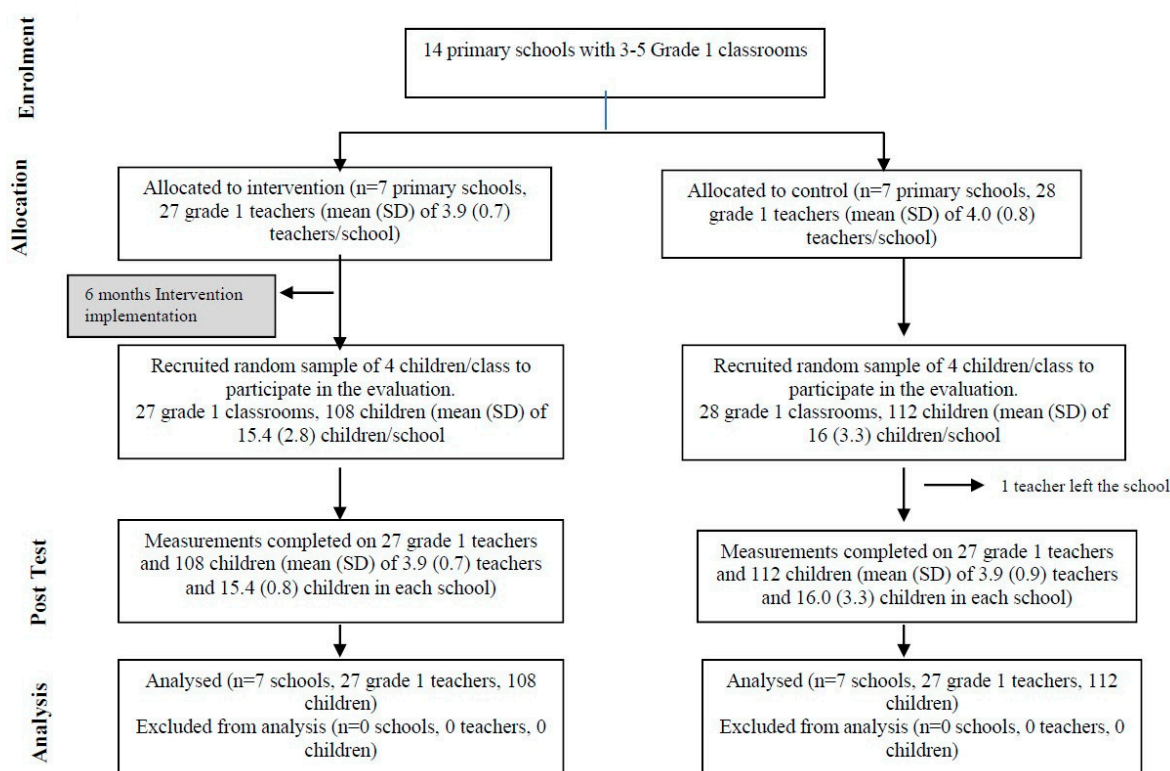 Enrolment
14 primary schools with 3-5 Grade 1 classrooms
Allocation
Allocated to intervention (n=7 primary schools,
27 grade 1 teachers (mean (SD) of 3.9 (0.7)
teachers/school)
Allocated to control (n=7 primary schools, 28
grade 1 teachers (mean (SD) of 4.0 (0.8)
teachers/school)
6 months Intervention
implementation
Recruited random sample of 4 children/class to
participate in the evaluation.
27 grade 1 classrooms, 108 children (mean (SD) of
15.4 (2.8) children/school
Recruited random sample of 4 children/class to
participate in the evaluation.
28 grade 1 classrooms, 112 children (mean (SD) of
16 (3.3) children/school
1 teacher left the school
Post Test
Measurements completed on 27 grade 1 teachers
and 108 children (mean (SD) of 3.9 (0.7) teachers
and 15.4 (0.8) children in each school)
Measurements completed on 27 grade 1 teachers
and 112 children (mean (SD) of 3.9 (0.9) teachers
and 16.0 (3.3) children in each school)
Analysis
Analysed (n=7 schools, 27 grade 1 teachers, 108
children)
Excluded from analysis (n=0 schools, 0 teachers, 0
children)
Analysed (n=7 schools, 27 grade 1 teachers, 112
children)
Excluded from analysis (n=0 schools, 0 teachers, 0
children)